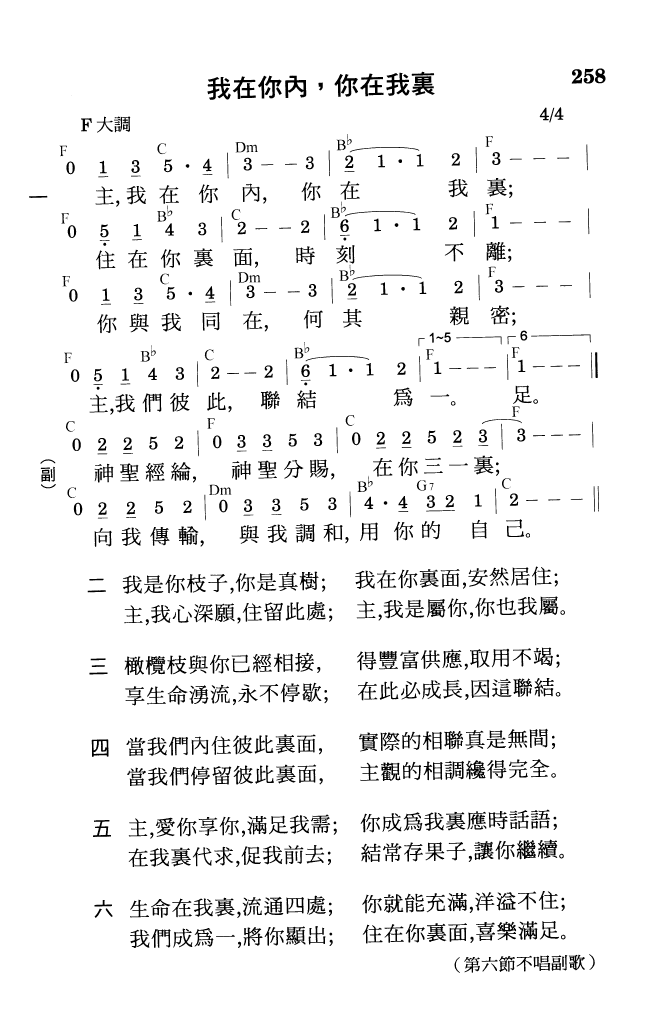 258
我在你內，你在我裏
F 大調
4/4
F C Dm B♭ F
0 1 3 5 · 4 | 3 - - 3 | 2 1 · 1 2 | 3 - - - |
一 主,我在你內, 你在我裏;
F B♭ C B♭ F
0 5 1 4 3 | 2 - - 2 | 6 1 · 1 2 | 1 - - - |
住在你裏面, 時刻不離;
F C Dm B♭ F
0 1 3 5 · 4 | 3 - - 3 | 2 1 · 1 2 | 3 - - - |
你與我同在, 何其親密;
1~5 6
F B♭ C B♭ F F
0 5 1 4 3 | 2 - - 2 | 6 1 · 1 2 | 1 - - - | 1 - - - ‖
主,我們彼此, 聯結爲一。 足。
C F C F
0 2 2 5 2 | 0 3 3 5 3 | 0 2 2 5 2 3 | 3 - - - |
（副） 神聖經綸, 神聖分賜, 在你三一裏;
C Dm B♭ G7 C
0 2 2 5 2 | 0 3 3 5 3 | 4 · 4 3 2 1 | 2 - - - ‖
向我傳輸, 與我調和,用你的自己。
二 我是你枝子,你是真樹; 我在你裏面,安然居住;
主,我心深願,住留此處; 主,我是屬你,你也我屬。
三 橄欖枝與你已經相接, 得豐富供應,取用不竭;
享生命湧流,永不停歇; 在此必成長,因這聯結。
四 當我們內住彼此裏面, 實際的相聯真是無間;
當我們停留彼此裏面, 主觀的相調纔得完全。
五 主,愛你享你,滿足我需; 你成爲我裏應時話語;
在我裏代求,促我前去; 結常存果子,讓你繼續。
六 生命在我裏,流通四處; 你就能充滿,洋溢不住;
我們成爲一,將你顯出; 住在你裏面,喜樂滿足。
（第六節不唱副歌）